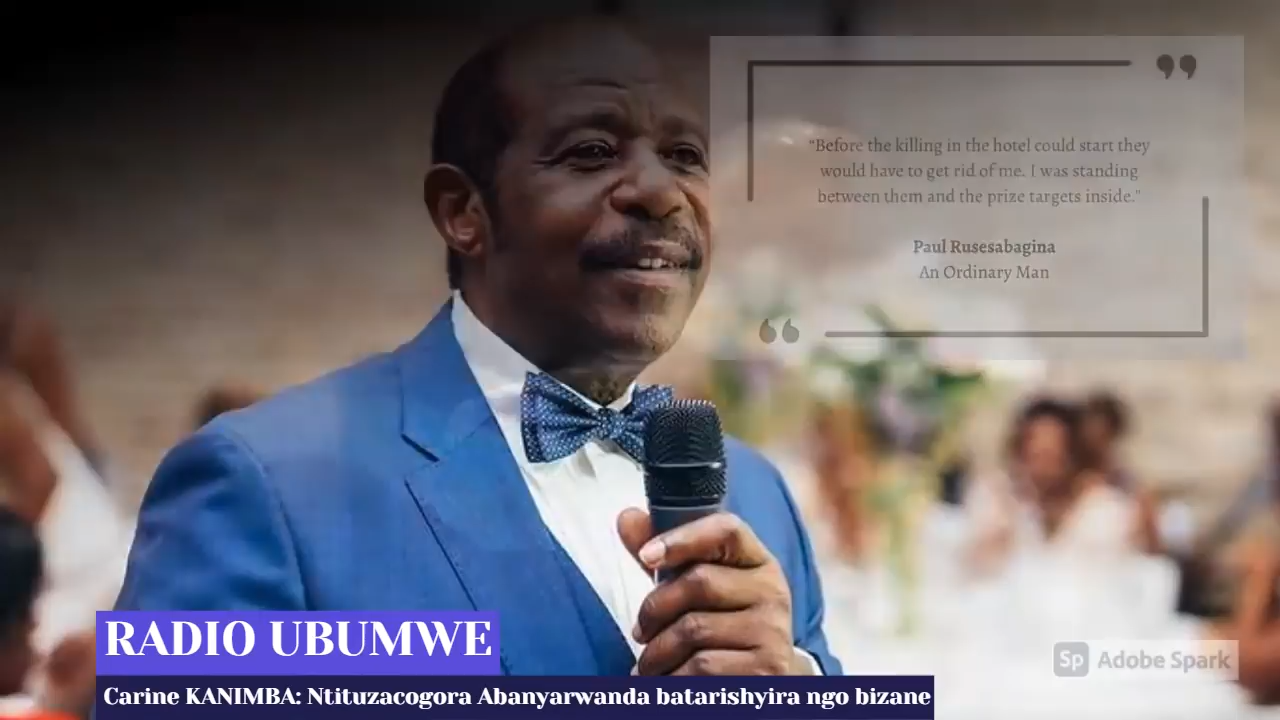 "Before the killing in the hotel could start they
would have to get rid of me. I was standing
between them and the prize targets inside."
Paul Rusesabagina
An Ordinary Man
RADIO UBUMWE
Carine KANIMBA: Ntituzacogora Abanyarwanda batarishyira ngo bizane
Sp Adobe Spark